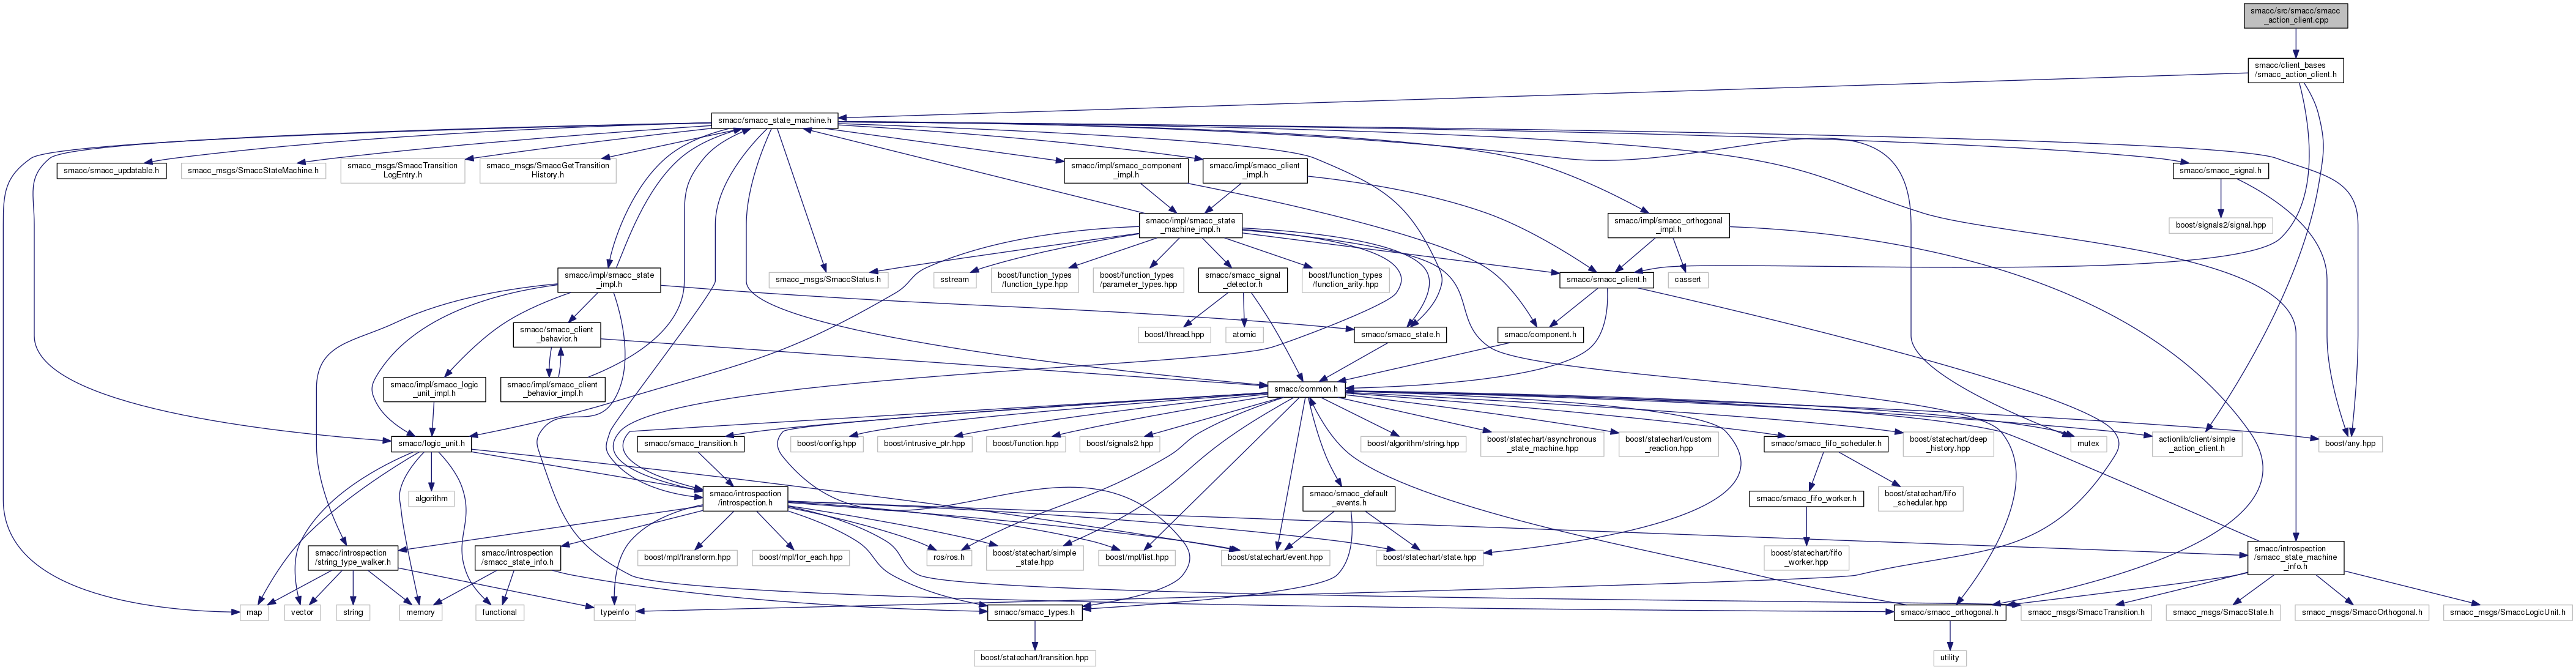 smacc/src/smacc/smacc
_action_client.cpp
smacc/client_bases
/smacc_action_client.h
smacc/smacc_state_machine.h
smacc/smacc_updatable.h
smacc_msgs/SmaccStateMachine.h
smacc_msgs/SmaccTransition
LogEntry.h
smacc_msgs/SmaccGetTransition
History.h
smacc/impl/smacc_component
_impl.h
smacc/impl/smacc_client
_impl.h
smacc/smacc_signal.h
smacc/impl/smacc_state
_machine_impl.h
smacc/impl/smacc_orthogonal
_impl.h
boost/signals2/signal.hpp
smacc/impl/smacc_state
_impl.h
smacc_msgs/SmaccStatus.h
sstream
boost/function_types
/function_type.hpp
boost/function_types
/parameter_types.hpp
smacc/smacc_signal
_detector.h
boost/function_types
/function_arity.hpp
smacc/smacc_client.h
cassert
smacc/smacc_client
_behavior.h
boost/thread.hpp
atomic
smacc/smacc_state.h
smacc/component.h
smacc/impl/smacc_logic
_unit_impl.h
smacc/impl/smacc_client
_behavior_impl.h
smacc/common.h
smacc/logic_unit.h
smacc/smacc_transition.h
boost/config.hpp
boost/intrusive_ptr.hpp
boost/function.hpp
boost/signals2.hpp
boost/algorithm/string.hpp
boost/statechart/asynchronous
_state_machine.hpp
boost/statechart/custom
_reaction.hpp
smacc/smacc_fifo_scheduler.h
boost/statechart/deep
_history.hpp
mutex
actionlib/client/simple
_action_client.h
boost/any.hpp
algorithm
smacc/introspection
/introspection.h
smacc/smacc_default
_events.h
smacc/smacc_fifo_worker.h
boost/statechart/fifo
_scheduler.hpp
smacc/introspection
/string_type_walker.h
smacc/introspection
/smacc_state_info.h
boost/mpl/transform.hpp
boost/mpl/for_each.hpp
ros/ros.h
boost/statechart/simple
_state.hpp
boost/mpl/list.hpp
boost/statechart/event.hpp
boost/statechart/state.hpp
boost/statechart/fifo
_worker.hpp
smacc/introspection
/smacc_state_machine
_info.h
map
vector
string
memory
functional
typeinfo
smacc/smacc_types.h
smacc/smacc_orthogonal.h
smacc_msgs/SmaccTransition.h
smacc_msgs/SmaccState.h
smacc_msgs/SmaccOrthogonal.h
smacc_msgs/SmaccLogicUnit.h
boost/statechart/transition.hpp
utility